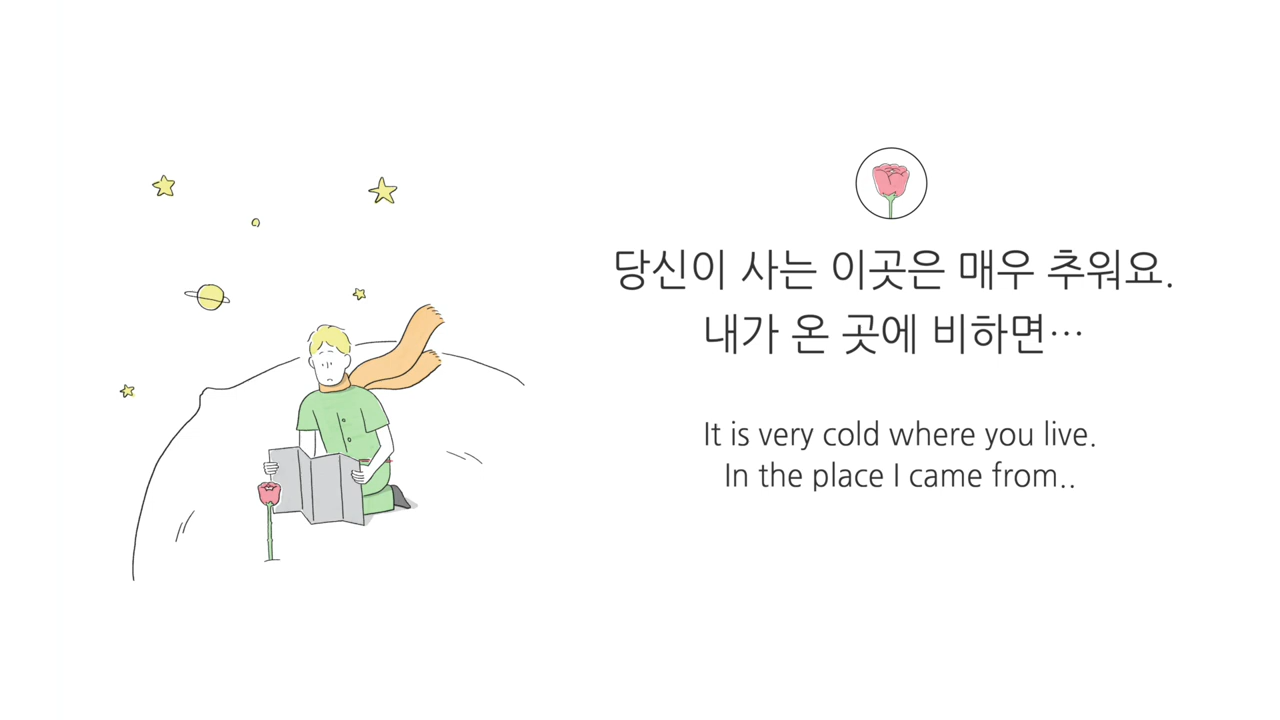 당신이 사는 이곳은 매우 추워요.
내가 온 곳에 비하면…
It is very cold where you live.
In the place I came from..